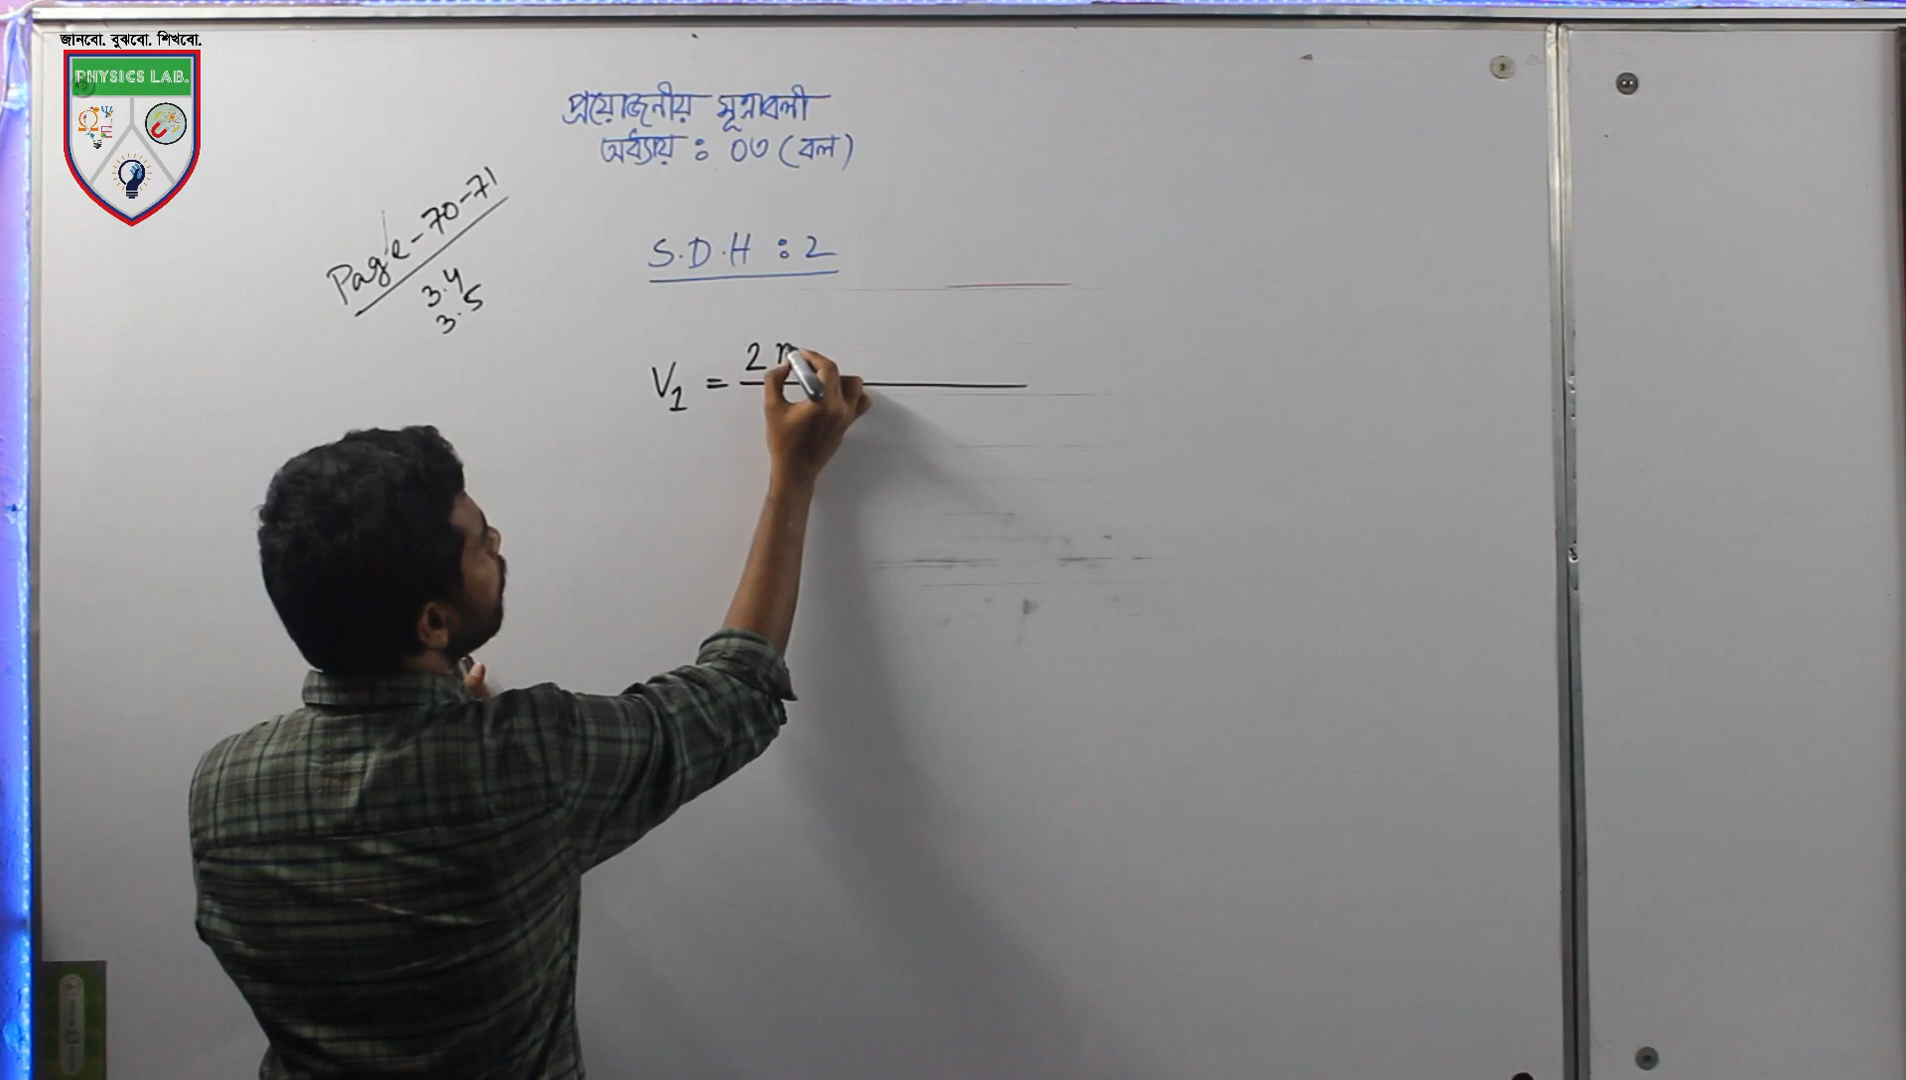 জানবো. বুঝবো. শিখবো.
PHYSICS LAB.
প্রয়োজনীয় সূত্রাবলী
অধ্যায় : ০৩ (বল)
Page - 70-71
3.4
3.5
S.D.H : 2
V1 = 2 m